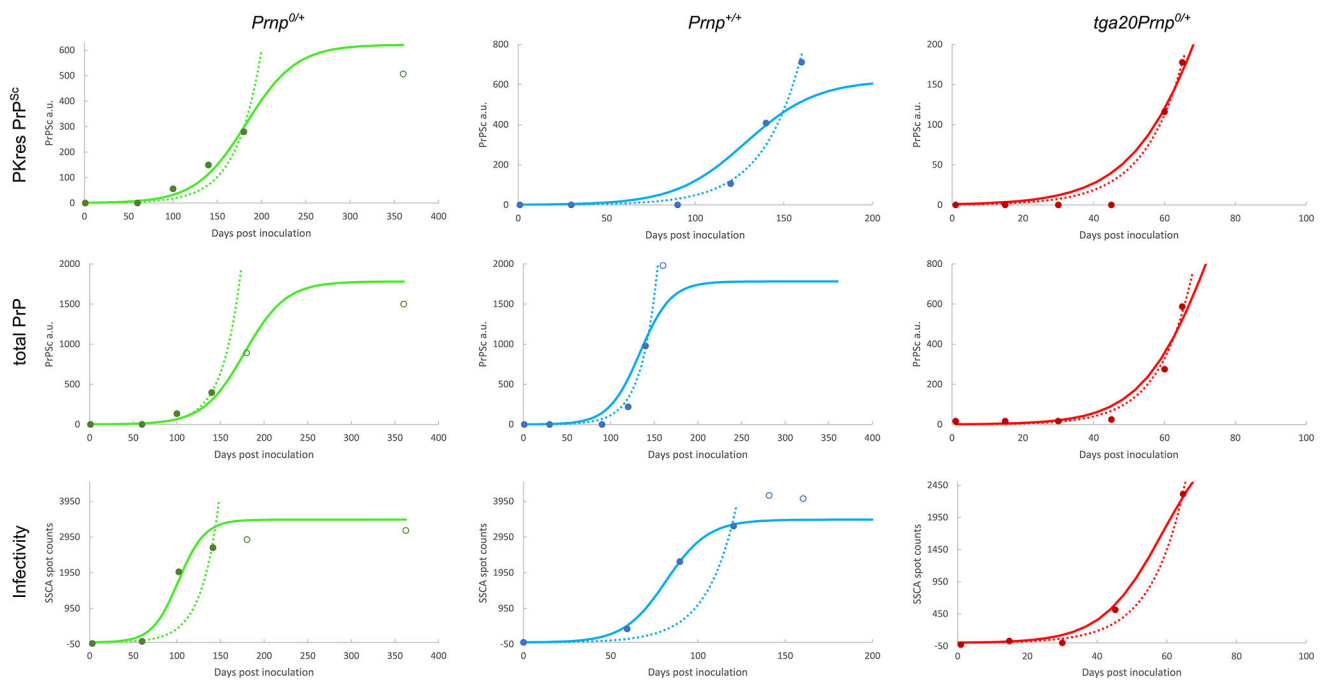 Prnp0/+ Prnp+/+ tga20Prnp0/+
PKres PrPSc
PrPSc a.u.
600
500
400
300
200
100
0
0 50 100 150 200 250 300 350 400
Days post inoculation
PrPSc a.u.
800
600
400
200
0
0 50 100 150 200
Days post inoculation
PrPSc a.u.
200
150
100
50
0
0 20 40 60 80 100
Days post inoculation
total PrP
PrPSc a.u.
2000
1500
1000
500
0
0 50 100 150 200 250 300 350 400
Days post inoculation
PrPSc a.u.
2000
1800
1600
1400
1200
1000
800
600
400
200
0
0 50 100 150 200 250 300 350 400
Days post inoculation
PrPSc a.u.
800
600
400
200
0
0 20 40 60 80 100
Days post inoculation
Infectivity
SSCA spot counts
3950
2950
1950
950
-50
0 50 100 150 200 250 300 350 400
Days post inoculation
SSCA spot counts
3950
2950
1950
950
-50
0 50 100 150 200
Days post inoculation
SSCA spot counts
2450
1950
1450
950
450
-50
0 20 40 60 80 100
Days post inoculation